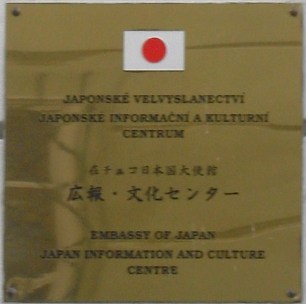 JAPONSKÉ VELVYSLANECTVÍ
JAPONSKÉ INFORMAČNÍ A KULTURNÍ
CENTRUM
在チェコ日本国大使館
広報・文化センター
EMBASSY OF JAPAN
JAPAN INFORMATION AND CULTURE
CENTRE